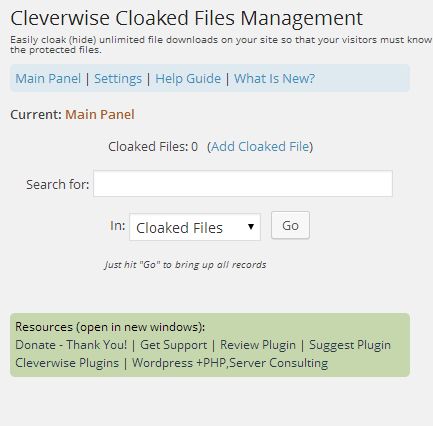 Cleverwise Cloaked Files Management
Easily cloak (hide) unlimited file downloads on your site so that your visitors must know
the protected files.
Main Panel | Settings | Help Guide | What Is New?
Current: Main Panel
Cloaked Files: 0 (Add Cloaked File)
Search for:
In: Cloaked Files Go
Just hit "Go" to bring up all records
Resources (open in new windows):
Donate - Thank You! | Get Support | Review Plugin | Suggest Plugin
Cleverwise Plugins | Wordpress +PHP,Server Consulting